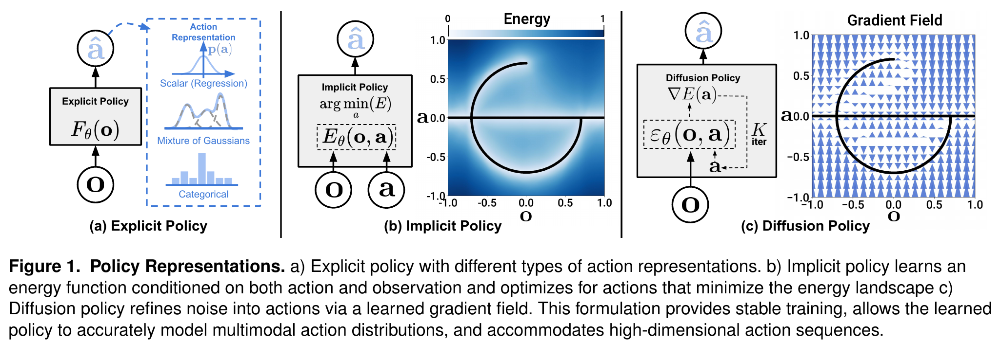 â
Action
Representation
p(a)
Scalar (Regression)
Mixture of Gaussians
Categorical
Explicit Policy
F_θ(o)
o
(a) Explicit Policy
â
Implicit Policy
arg min_a (E)
E_θ(o, a)
o a
(b) Implicit Policy
Energy
0 1
1.0
0.5
a 0.0
-0.5
-1.0
-1.0 -0.5 0.0 0.5 1.0
o
â
Diffusion Policy
∇E(a)
ε_θ(o, a)
K
iter
a
o
(c) Diffusion Policy
Gradient Field
1.0
0.5
a 0.0
−0.5
−1.0
−1.0 −0.5 0.0 0.5 1.0
o
Figure 1. Policy Representations. a) Explicit policy with different types of action representations. b) Implicit policy learns an
energy function conditioned on both action and observation and optimizes for actions that minimize the energy landscape c)
Diffusion policy refines noise into actions via a learned gradient field. This formulation provides stable training, allows the learned
policy to accurately model multimodal action distributions, and accommodates high-dimensional action sequences.